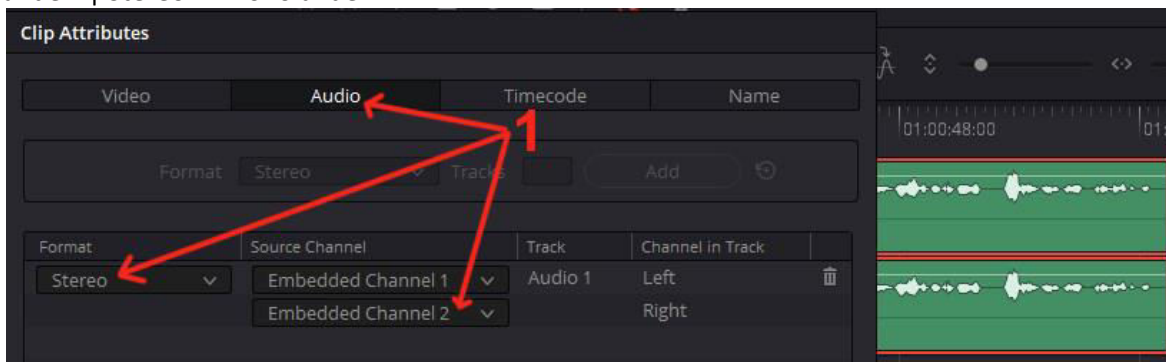 Clip Attributes
Video Audio Timecode Name
1
01:00:48:00
Format Stereo Tracks Add
Format Source Channel Track Channel in Track
Stereo Embedded Channel 1 Audio 1 Left
Embedded Channel 2 Right